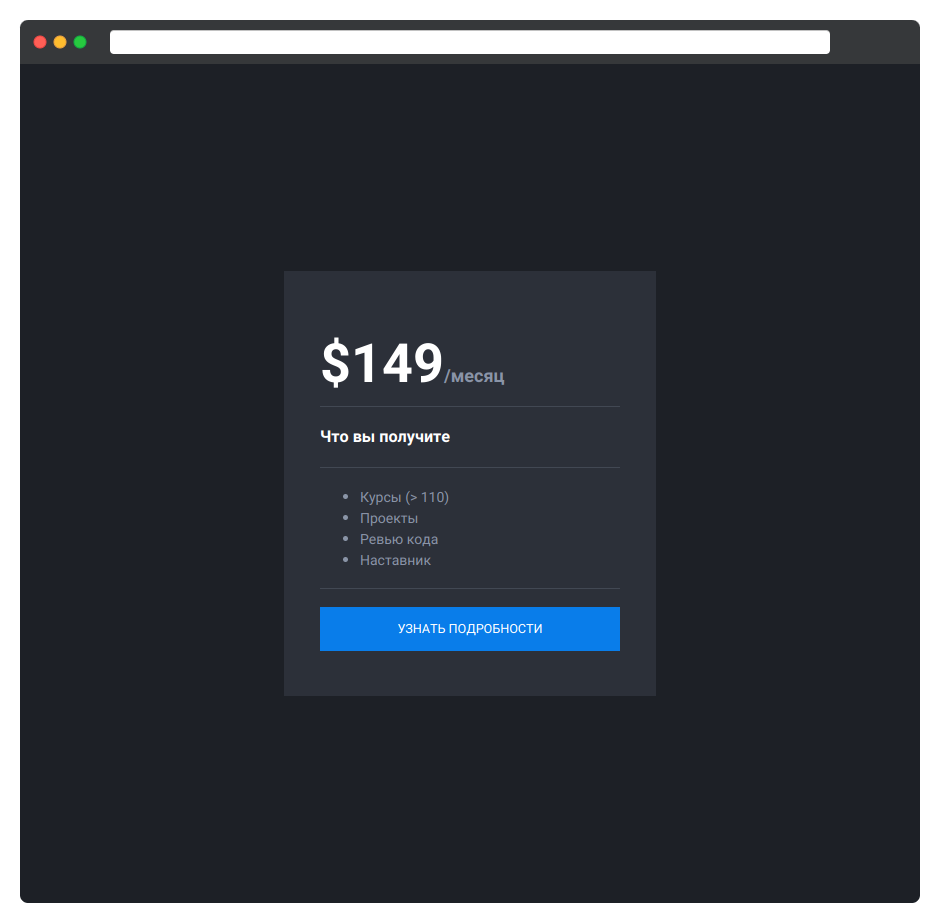 $149/месяц
Что вы получите
Курсы (> 110)
Проекты
Ревью кода
Наставник
УЗНАТЬ ПОДРОБНОСТИ